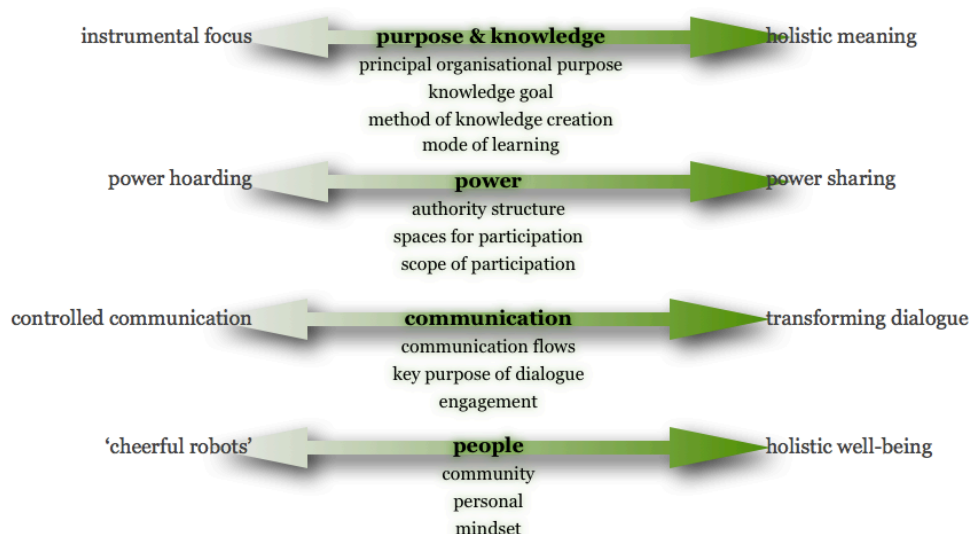 instrumental focus purpose & knowledge holistic meaning
principal organisational purpose
knowledge goal
method of knowledge creation
mode of learning
power hoarding power power sharing
authority structure
spaces for participation
scope of participation
controlled communication communication transforming dialogue
communication flows
key purpose of dialogue
engagement
‘cheerful robots’ people holistic well-being
community
personal
mindset